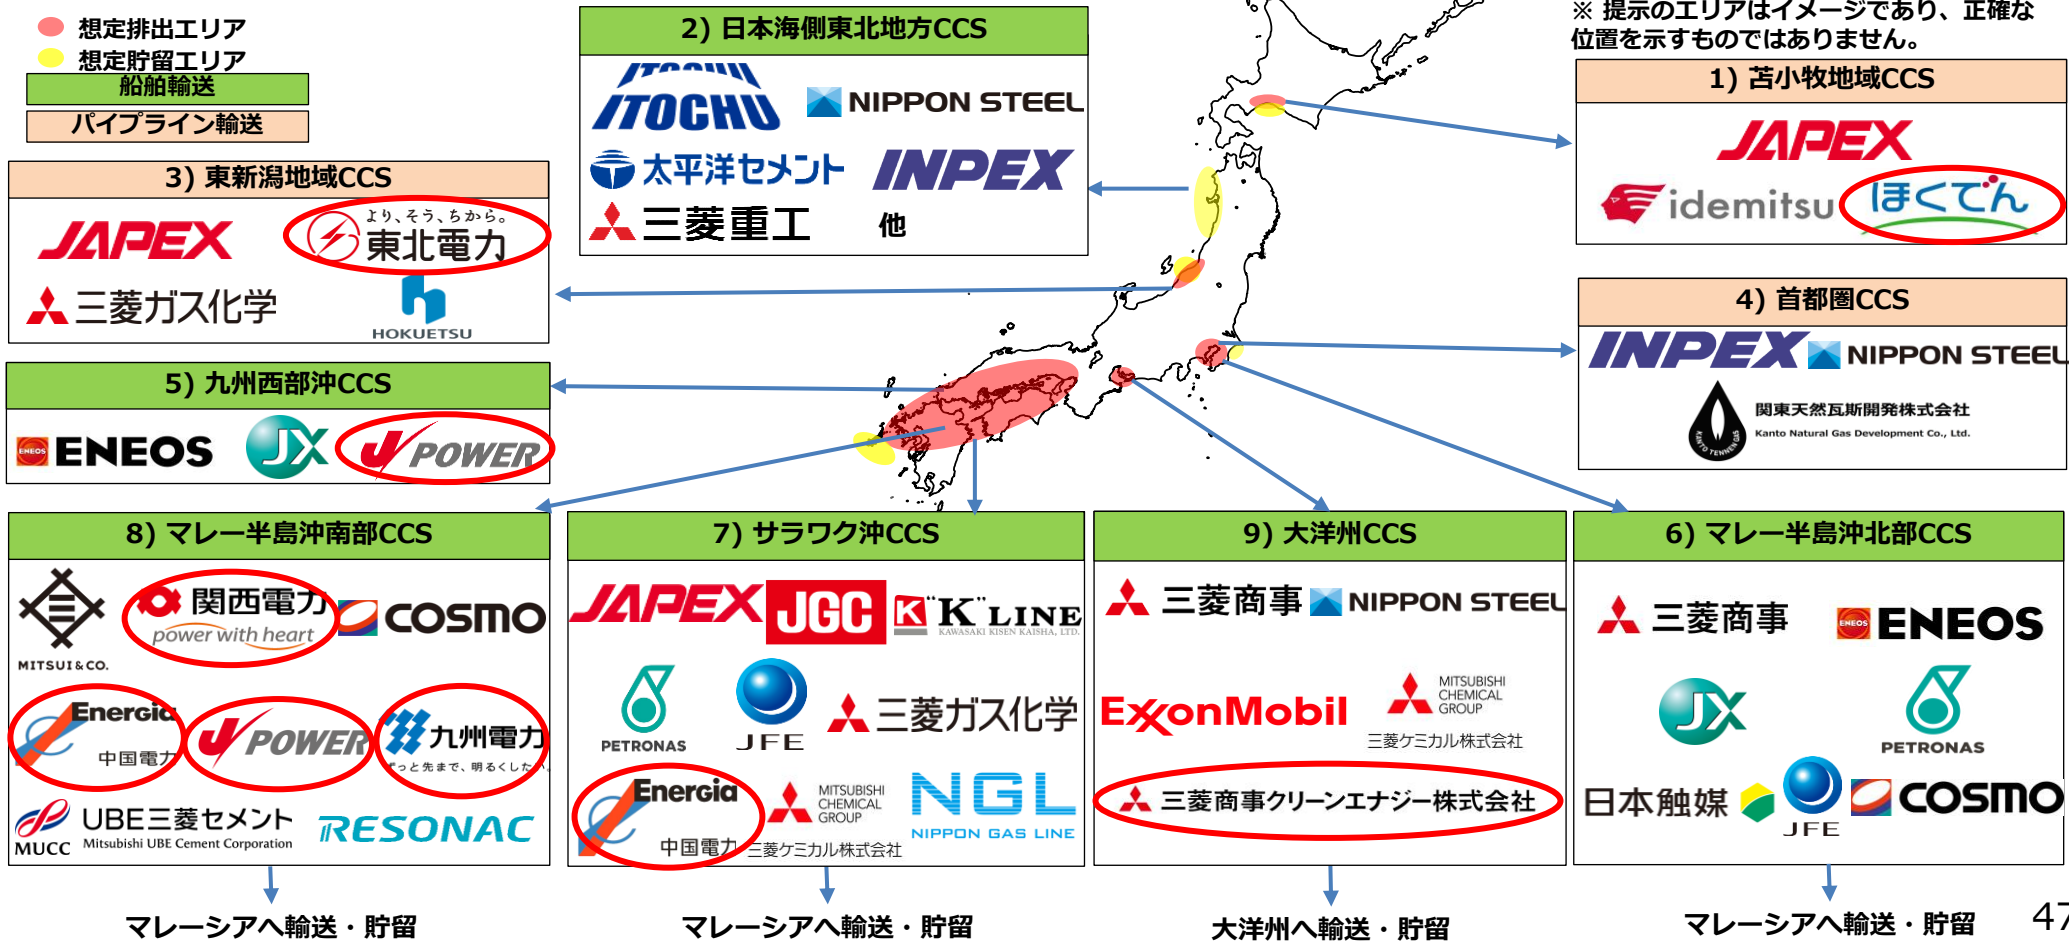 想定排出エリア
想定貯留エリア
船舶輸送
パイプライン輸送
※ 提示のエリアはイメージであり、正確な
位置を示すものではありません。
2) 日本海側東北地方CCS
ITOCHU
ITOCHU
NIPPON STEEL
太平洋セメント
INPEX
三菱重工
他
1) 苫小牧地域CCS
JAPEX
idemitsu
ほくでん
3) 東新潟地域CCS
JAPEX
より、そう、ちから。
東北電力
三菱ガス化学
HOKUETSU
4) 首都圏CCS
INPEX
NIPPON STEEL
KANTO TENNEN GAS
関東天然瓦斯開発株式会社
Kanto Natural Gas Development Co., Ltd.
5) 九州西部沖CCS
ENEOS
ENEOS
JX
J POWER
8) マレー半島沖南部CCS
MITSUI & CO.
関西電力
power with heart
COSMO
Energia
中国電力
J POWER
九州電力
ずっと先まで、明るくしたい。
MUCC
UBE三菱セメント
Mitsubishi UBE Cement Corporation
RESONAC
マレーシアへ輸送・貯留
7) サラワク沖CCS
JAPEX
JGC
K "K" LINE
KAWASAKI KISEN KAISHA, LTD.
PETRONAS
JFE
三菱ガス化学
Energia
中国電力
MITSUBISHI
CHEMICAL
GROUP
三菱ケミカル株式会社
NGL
NIPPON GAS LINE
マレーシアへ輸送・貯留
9) 大洋州CCS
三菱商事
NIPPON STEEL
ExxonMobil
MITSUBISHI
CHEMICAL
GROUP
三菱ケミカル株式会社
三菱商事クリーンエナジー株式会社
大洋州へ輸送・貯留
6) マレー半島沖北部CCS
三菱商事
ENEOS
ENEOS
JX
PETRONAS
日本触媒
JFE
COSMO
マレーシアへ輸送・貯留
47